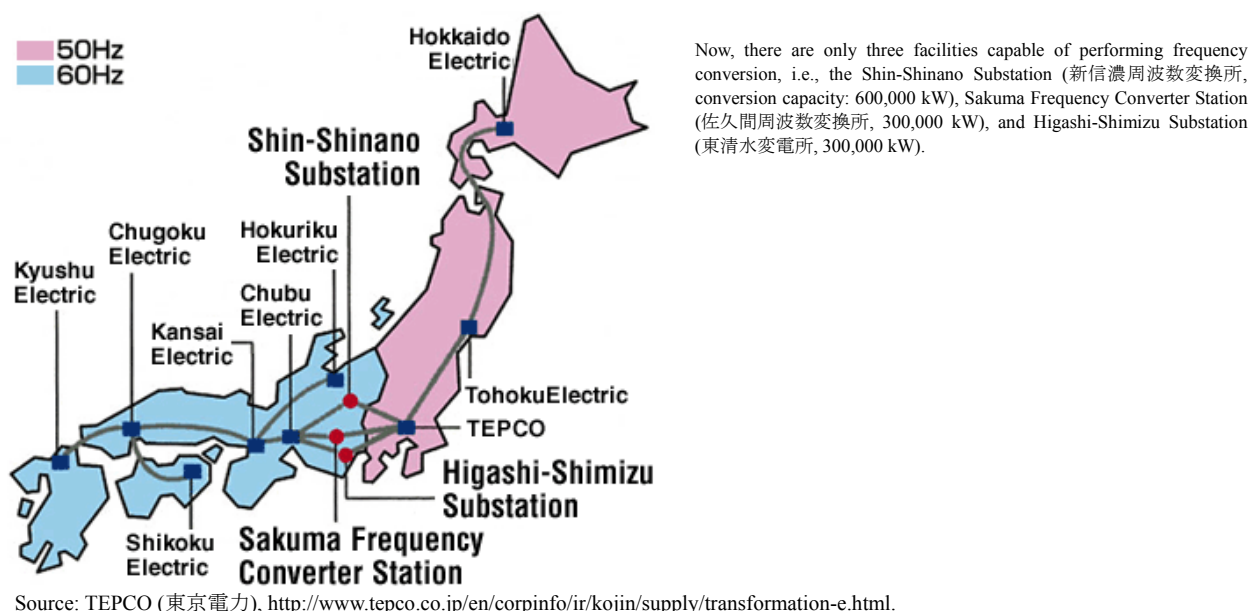 50Hz
60Hz
Hokkaido
Electric
Shin-Shinano
Substation
Chugoku
Electric
Hokuriku
Electric
Kyushu
Electric
Chubu
Electric
Kansai
Electric
TohokuElectric
TEPCO
Higashi-Shimizu
Substation
Shikoku
Electric
Sakuma Frequency
Converter Station
Now, there are only three facilities capable of performing frequency
conversion, i.e., the Shin-Shinano Substation (新信濃周波数変換所,
conversion capacity: 600,000 kW), Sakuma Frequency Converter Station
(佐久間周波数変換所, 300,000 kW), and Higashi-Shimizu Substation
(東清水変電所, 300,000 kW).
Source: TEPCO (東京電力), http://www.tepco.co.jp/en/corpinfo/ir/kojin/supply/transformation-e.html.